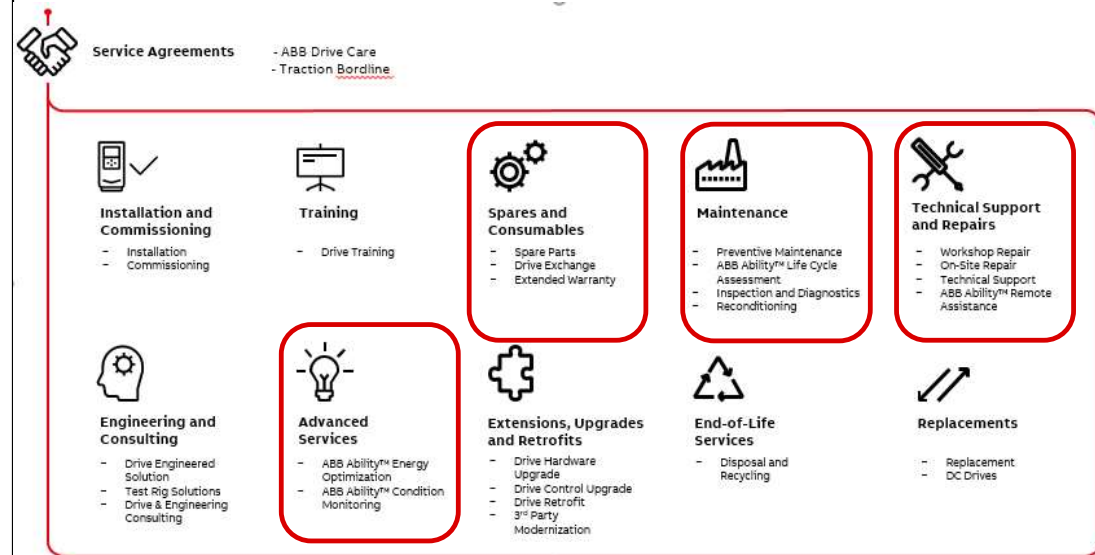 Service Agreements
- ABB Drive Care
- Traction Bordline
Installation and
Commissioning
- Installation
- Commissioning
Training
- Drive Training
Spares and
Consumables
- Spare Parts
- Drive Exchange
- Extended Warranty
Maintenance
- Preventive Maintenance
- ABB Ability™ Life Cycle
Assessment
- Inspection and Diagnostics
- Reconditioning
Technical Support
and Repairs
- Workshop Repair
- On-Site Repair
- Technical Support
- ABB Ability™ Remote
Assistance
Engineering and
Consulting
- Drive Engineered
Solution
- Test Rig Solutions
- Drive & Engineering
Consulting
Advanced
Services
- ABB Ability™ Energy
Optimization
- ABB Ability™ Condition
Monitoring
Extensions, Upgrades
and Retrofits
- Drive Hardware
Upgrade
- Drive Control Upgrade
- Drive Retrofit
- 3rd Party
Modernization
End-of-Life
Services
- Disposal and
Recycling
Replacements
- Replacement
- DC Drives